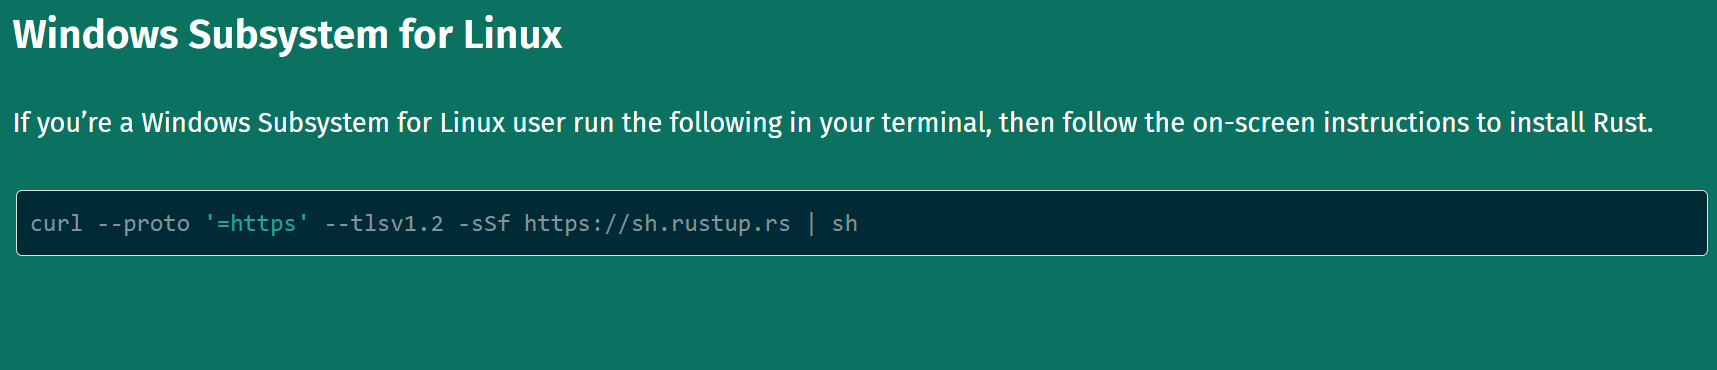 Windows Subsystem for Linux
If you’re a Windows Subsystem for Linux user run the following in your terminal, then follow the on-screen instructions to install Rust.
curl --proto '=https' --tlsv1.2 -sSf https://sh.rustup.rs | sh